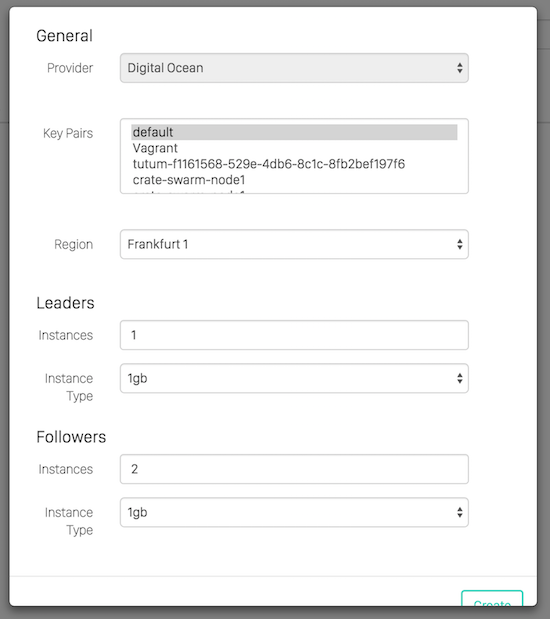 General
Provider Digital Ocean
Key Pairs default
Vagrant
tutum-f1161568-529e-4db6-8c1c-8fb2bef197f6
crate-swarm-node1
Region Frankfurt 1
Leaders
Instances 1
Instance Type 1gb
Followers
Instances 2
Instance Type 1gb
Create